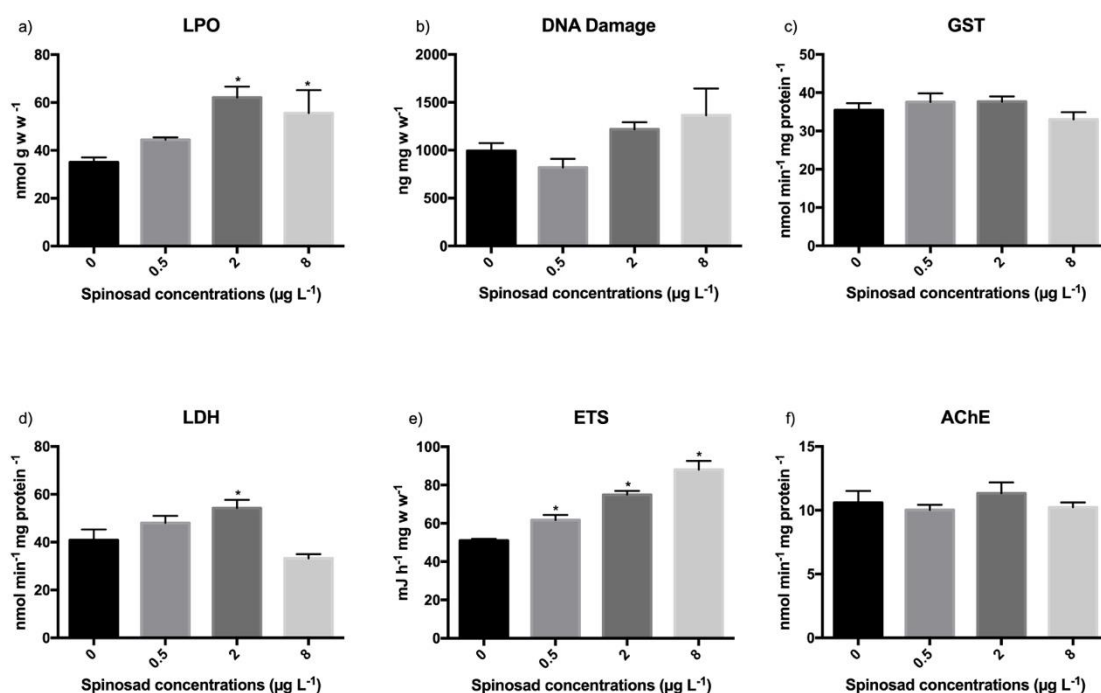 a)
LPO
nmol g w w⁻¹
80
60
40
20
0
*
*
0
0.5
2
8
Spinosad concentrations (µg L⁻¹)
b)
DNA Damage
ng mg w w⁻¹
2000
1500
1000
500
0
0
0.5
2
8
Spinosad concentrations (µg L⁻¹)
c)
GST
nmol min⁻¹ mg protein ⁻¹
50
40
30
20
10
0
0
0.5
2
8
Spinosad concentrations (µg L⁻¹)
d)
LDH
nmol min⁻¹ mg protein ⁻¹
80
60
40
20
0
*
0
0.5
2
8
Spinosad concentrations (µg L⁻¹)
e)
ETS
mJ h⁻¹ mg w w⁻¹
100
80
60
40
20
0
*
*
*
0
0.5
2
8
Spinosad concentrations (µg L⁻¹)
f)
AChE
nmol min⁻¹ mg protein ⁻¹
15
10
5
0
0
0.5
2
8
Spinosad concentrations (µg L⁻¹)